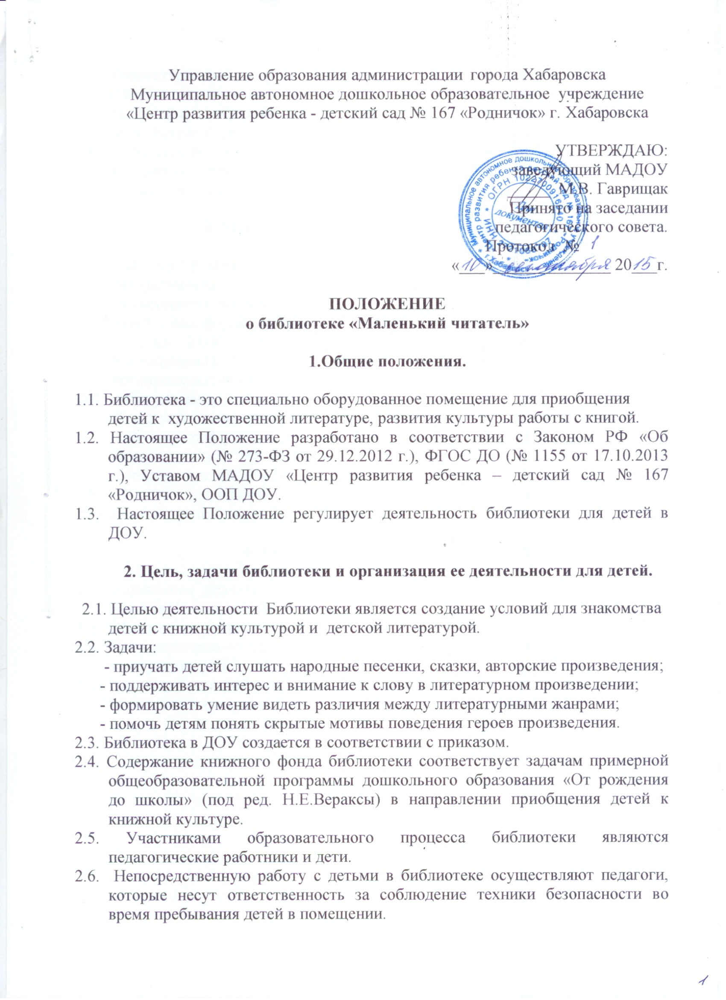 Управление образования администрации города Хабаровска
Муниципальное автономное дошкольное образовательное учреждение
«Центр развития ребенка - детский сад № 167 «Родничок» г. Хабаровска
УТВЕРЖДАЮ:
заведующий МАДОУ
М.В. Гаврищак
Принято на заседании
педагогического совета.
Протокол № 1
«10» сентября 2015 г.
Для документов
ПОЛОЖЕНИЕ
о библиотеке «Маленький читатель»
1.Общие положения.
1.1. Библиотека - это специально оборудованное помещение для приобщения
детей к художественной литературе, развития культуры работы с книгой.
1.2. Настоящее Положение разработано в соответствии с Законом РФ «Об
образовании» (№ 273-ФЗ от 29.12.2012 г.), ФГОС ДО (№ 1155 от 17.10.2013
г.), Уставом МАДОУ «Центр развития ребенка – детский сад № 167
«Родничок», ООП ДОУ.
1.3. Настоящее Положение регулирует деятельность библиотеки для детей в
ДОУ.
2. Цель, задачи библиотеки и организация ее деятельности для детей.
2.1. Целью деятельности Библиотеки является создание условий для знакомства
детей с книжной культурой и детской литературой.
2.2. Задачи:
- приучать детей слушать народные песенки, сказки, авторские произведения;
- поддерживать интерес и внимание к слову в литературном произведении;
- формировать умение видеть различия между литературными жанрами;
- помочь детям понять скрытые мотивы поведения героев произведения.
2.3. Библиотека в ДОУ создается в соответствии с приказом.
2.4. Содержание книжного фонда библиотеки соответствует задачам примерной
общеобразовательной программы дошкольного образования «От рождения
до школы» (под ред. Н.Е.Вераксы) в направлении приобщения детей к
книжной культуре.
2.5. Участниками образовательного процесса библиотеки являются
педагогические работники и дети.
2.6. Непосредственную работу с детьми в библиотеке осуществляют педагоги,
которые несут ответственность за соблюдение техники безопасности во
время пребывания детей в помещении.
1